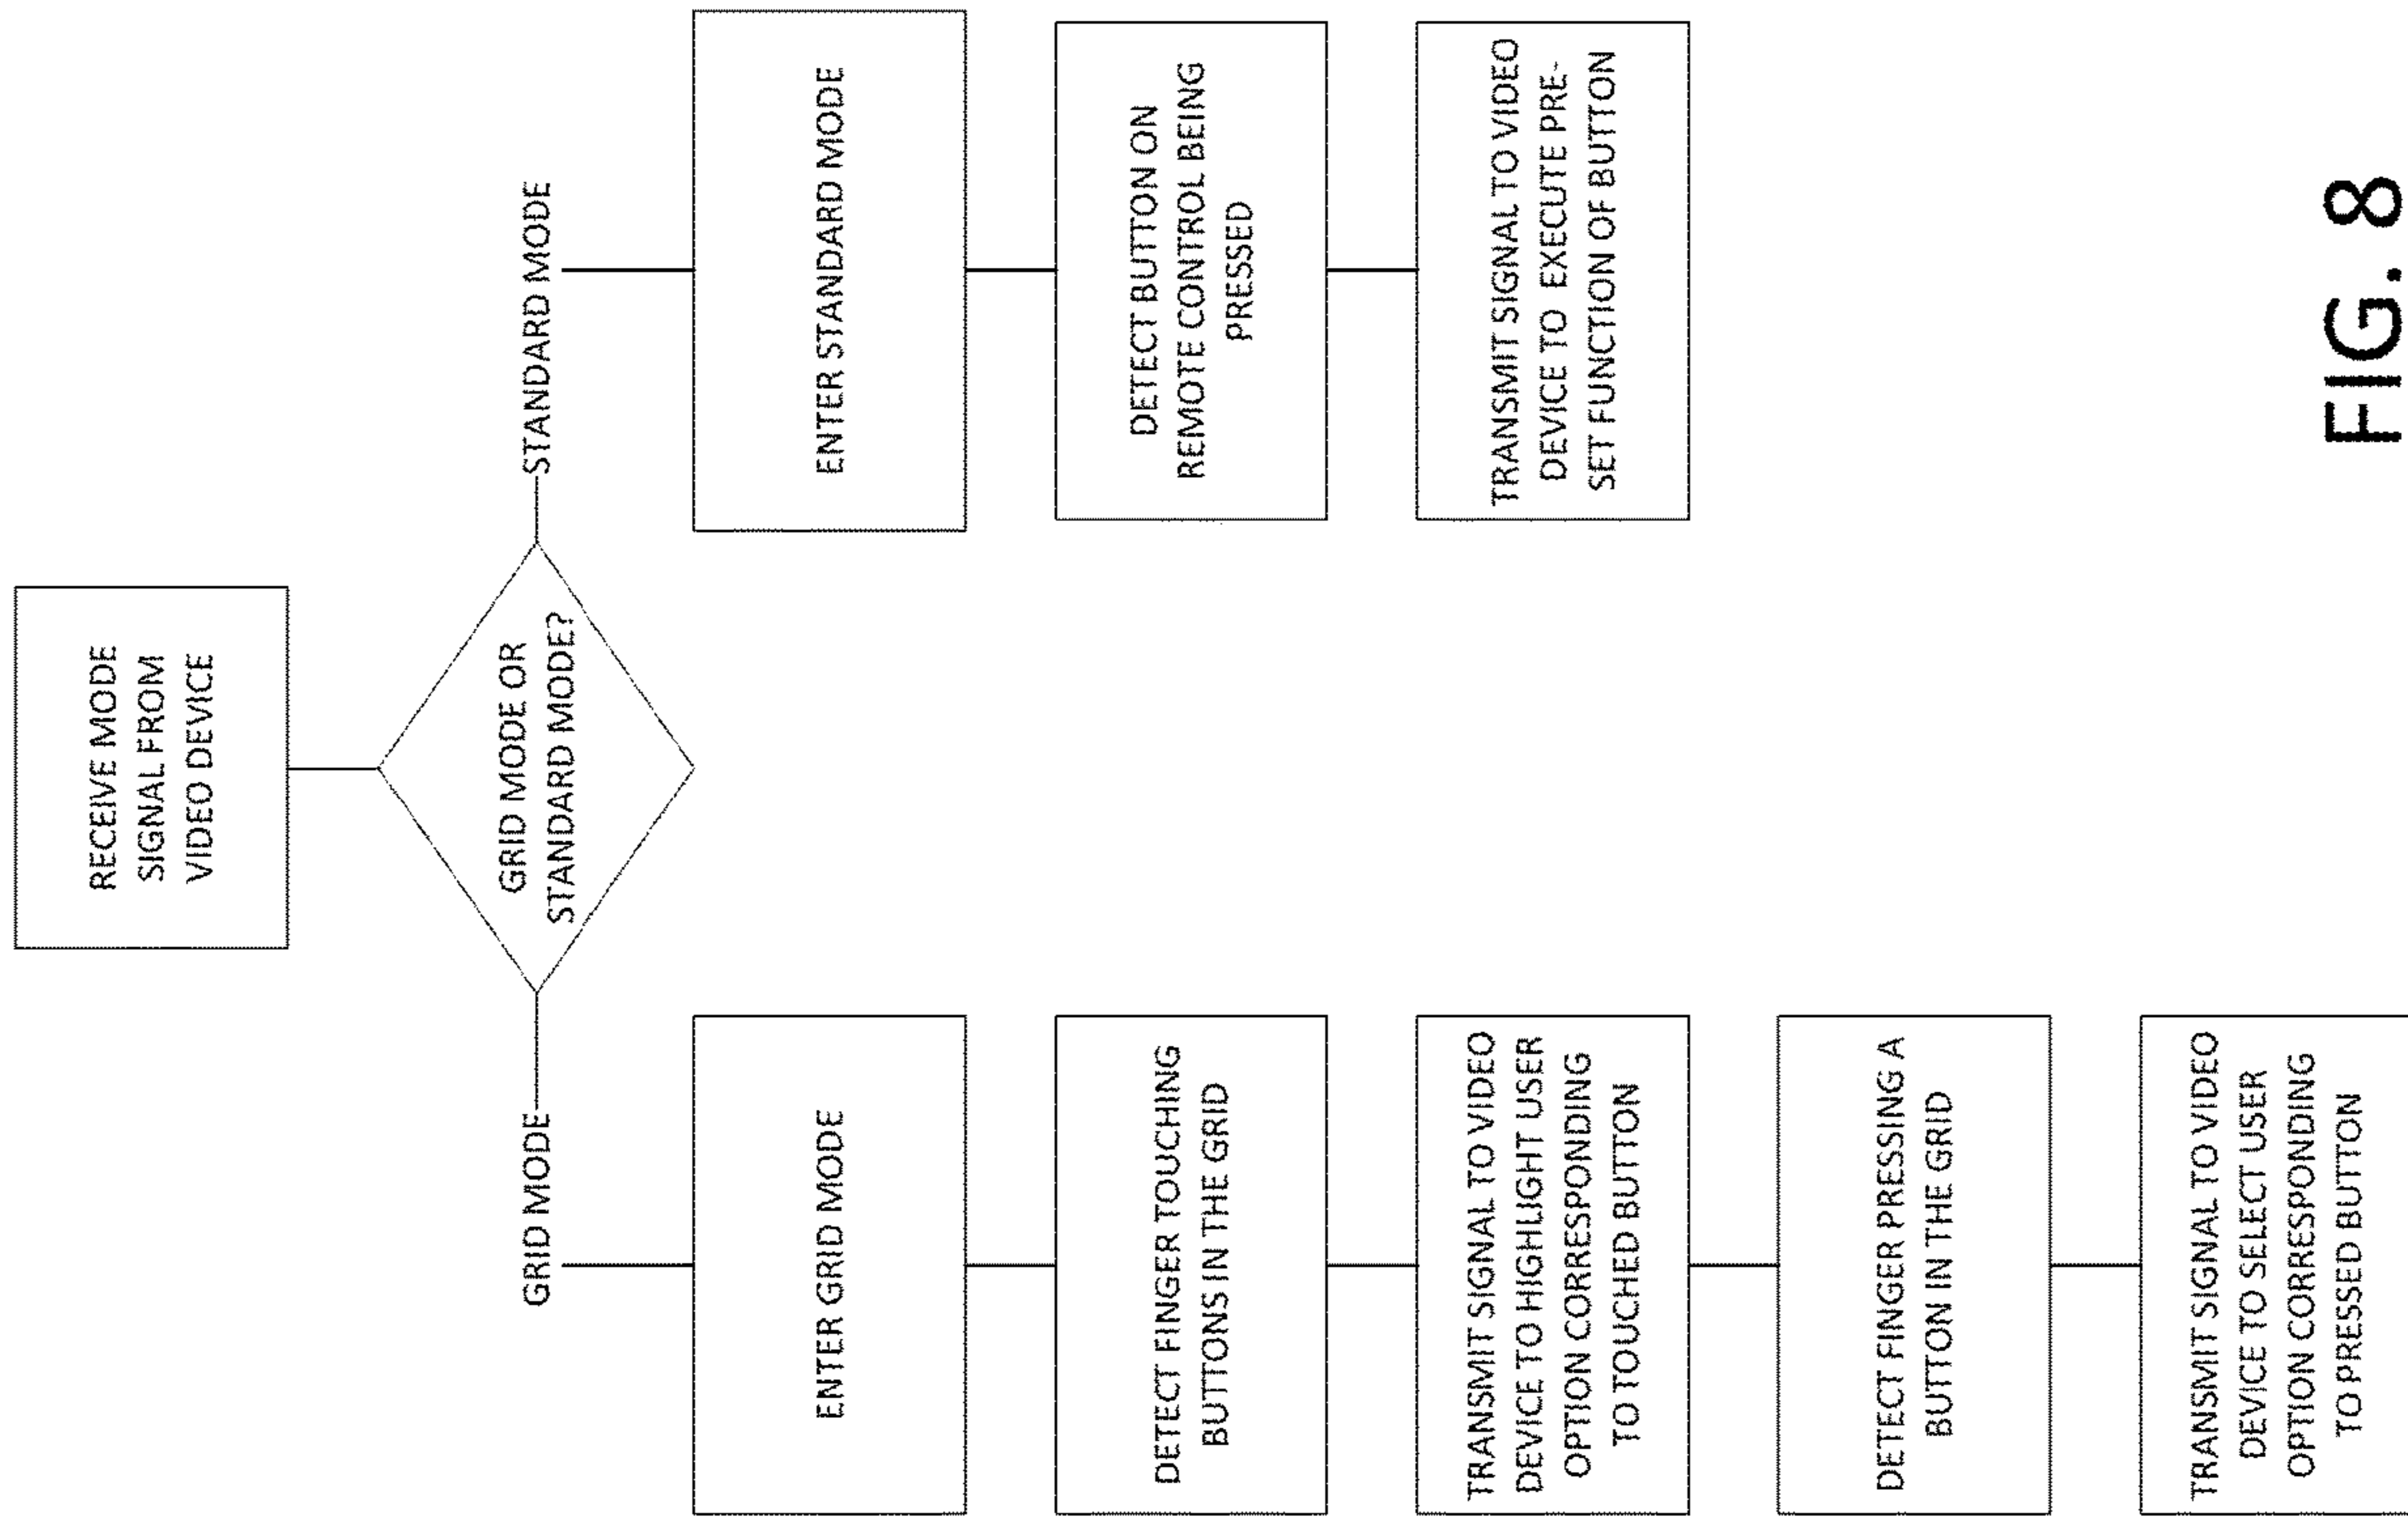 RECEIVE MODE
SIGNAL FROM
VIDEO DEVICE
GRID MODE OR
STANDARD MODE?
GRID MODE
STANDARD MODE
ENTER GRID MODE
DETECT FINGER TOUCHING
BUTTONS IN THE GRID
TRANSMIT SIGNAL TO VIDEO
DEVICE TO HIGHLIGHT USER
OPTION CORRESPONDING
TO TOUCHED BUTTON
DETECT FINGER PRESSING A
BUTTON IN THE GRID
TRANSMIT SIGNAL TO VIDEO
DEVICE TO SELECT USER
OPTION CORRESPONDING
TO PRESSED BUTTON
ENTER STANDARD MODE
DETECT BUTTON ON
REMOTE CONTROL BEING
PRESSED
TRANSMIT SIGNAL TO VIDEO
DEVICE TO EXECUTE PRE-
SET FUNCTION OF BUTTON
FIG. 8